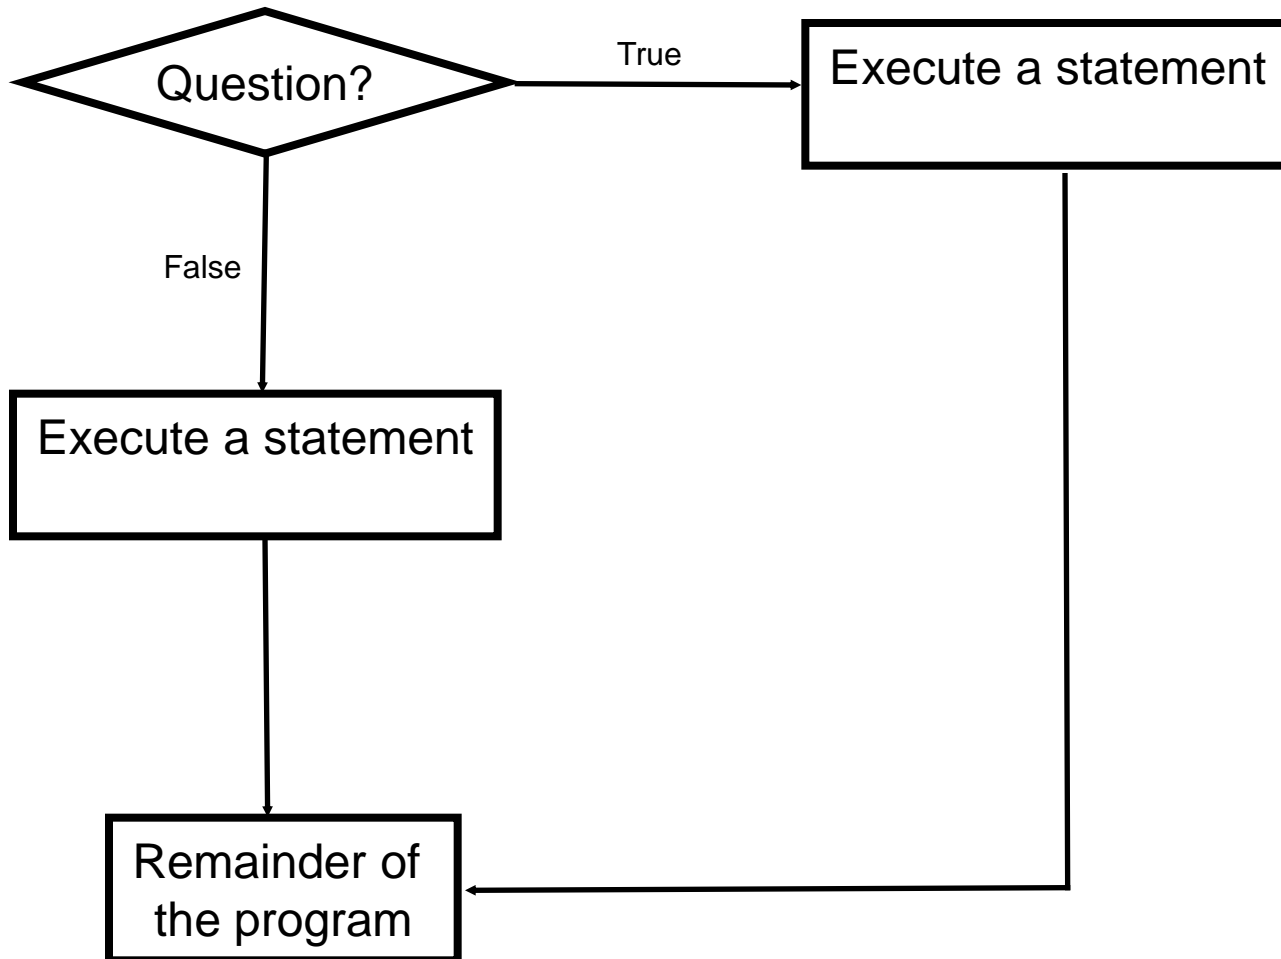 Question?
True
Execute a statement
False
Execute a statement
Remainder of
the program